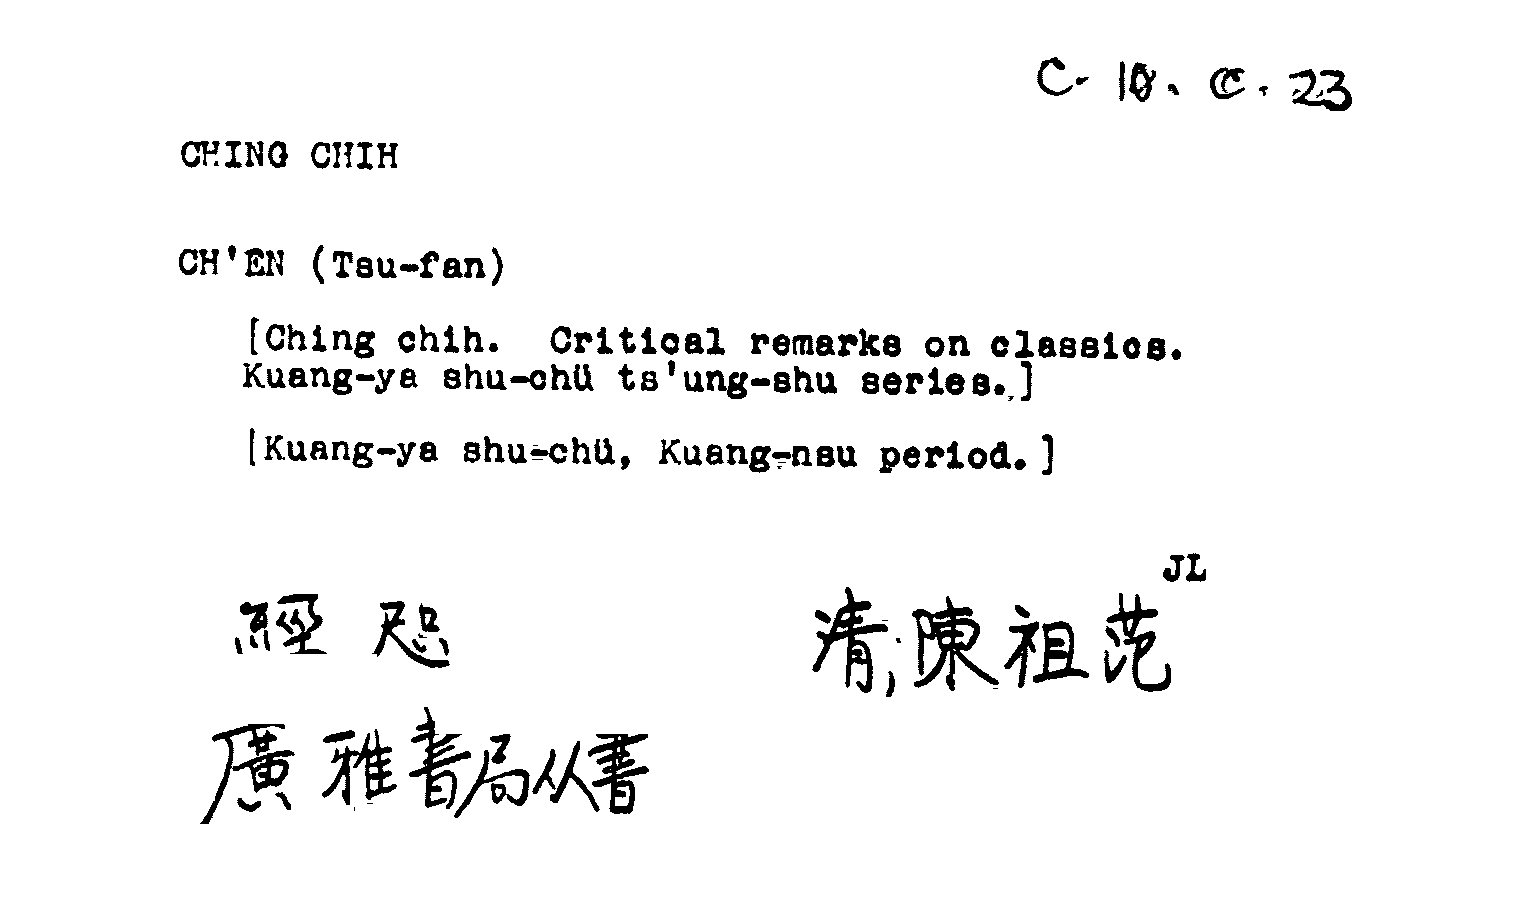 C. 10. C. 23
CHING CHIH
CH'EN (Tsu-fan)
[Ching chih. Critical remarks on classics.
Kuang-ya shu-chü ts'ung-shu series.]
[Kuang-ya shu-chü, Kuang-nsu period.]
JL
經咫
清,陳祖范
廣雅書局从書